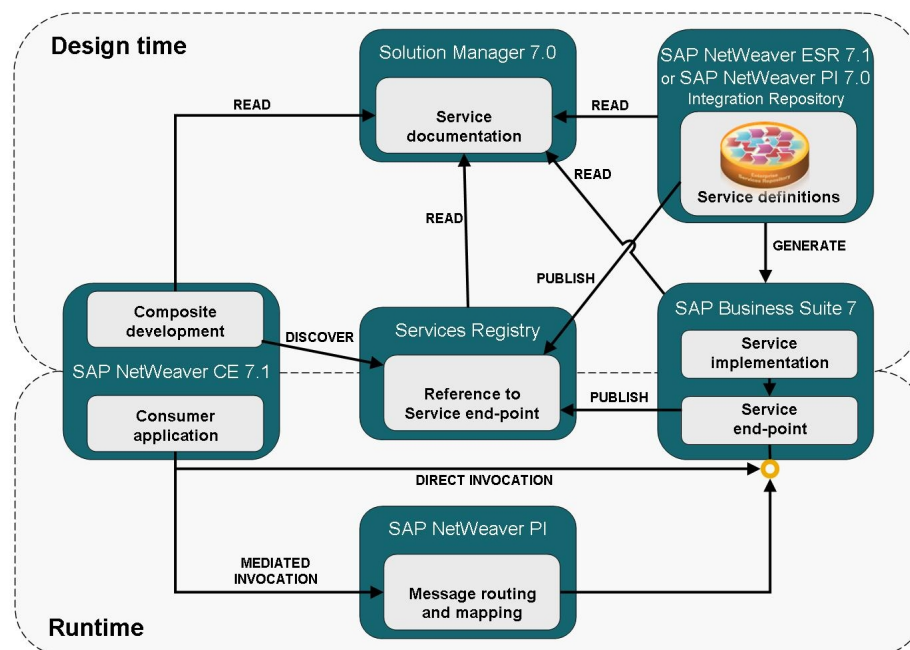 Design time
Solution Manager 7.0
Service
documentation
SAP NetWeaver ESR 7.1
or SAP NetWeaver PI 7.0
Integration Repository
Enterprise
Services Repository
Service definitions
READ
READ
READ
READ
GENERATE
PUBLISH
Composite
development
SAP NetWeaver CE 7.1
Consumer
application
DISCOVER
Services Registry
Reference to
Service end-point
PUBLISH
SAP Business Suite 7
Service
implementation
Service
end-point
DIRECT INVOCATION
SAP NetWeaver PI
Message routing
and mapping
MEDIATED
INVOCATION
Runtime